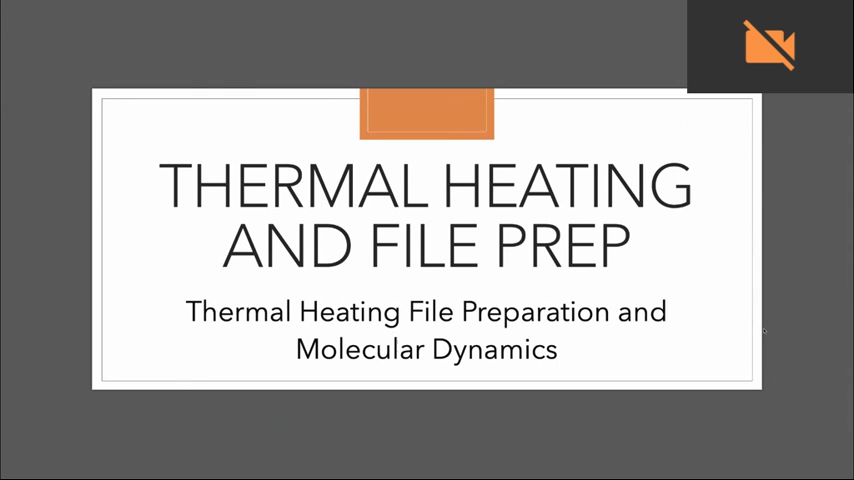 THERMAL HEATING
AND FILE PREP
Thermal Heating File Preparation and
Molecular Dynamics